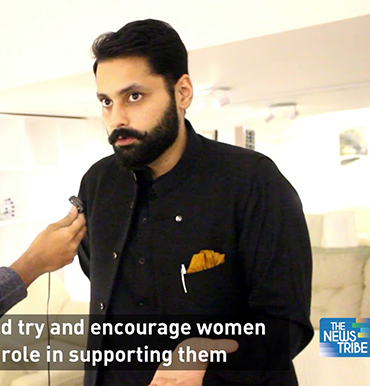 d try and encourage women
role in supporting them
THE
NEWS
TRIBE